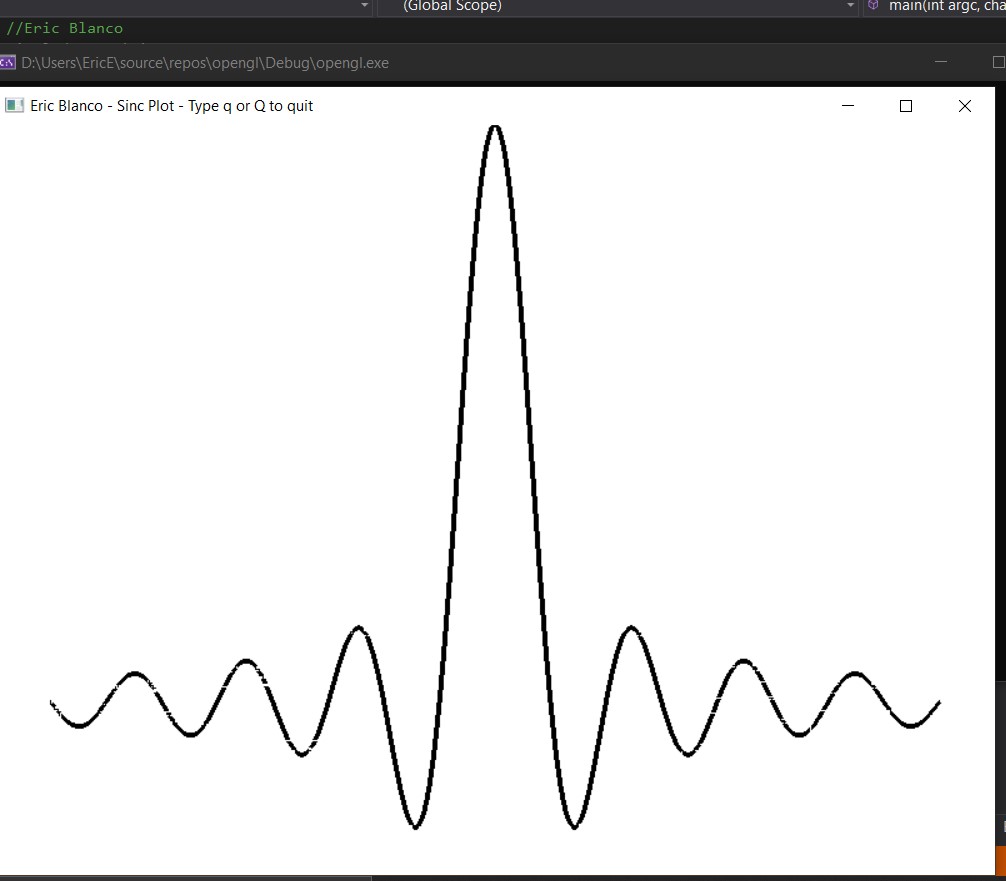 (Global Scope)
main(int argc, cha
//Eric Blanco
D:\Users\EricE\source\repos\opengl\Debug\opengl.exe
Eric Blanco - Sinc Plot - Type q or Q to quit